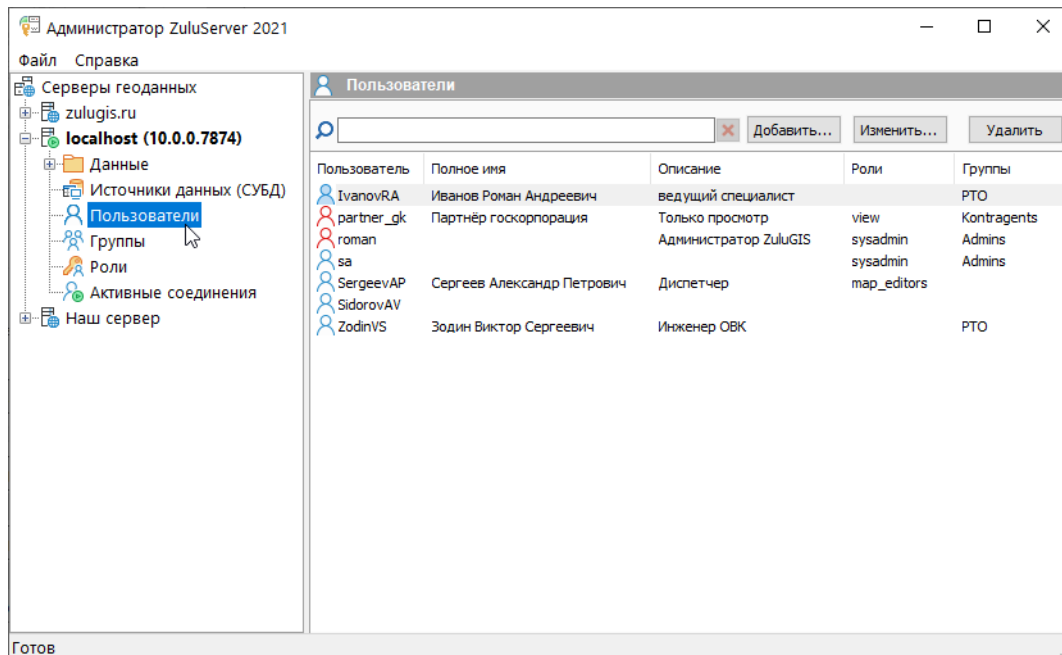 Администратор ZuluServer 2021
Файл Справка
Серверы геоданных
zulugis.ru
localhost (10.0.0.7874)
Данные
Источники данных (СУБД)
Пользователи
Группы
Роли
Активные соединения
Наш сервер
Пользователи
Добавить... Изменить... Удалить
Пользователь Полное имя Описание Роли Группы
IvanovRA Иванов Роман Андреевич ведущий специалист ПТО
partner_gk Партнёр госкорпорация Только просмотр view Kontragents
roman Администратор ZuluGIS sysadmin Admins
sa sysadmin Admins
SergeevAP Сергеев Александр Петрович Диспетчер map_editors
SidorovAV
ZodinVS Зодин Виктор Сергеевич Инженер ОВК ПТО
Готов